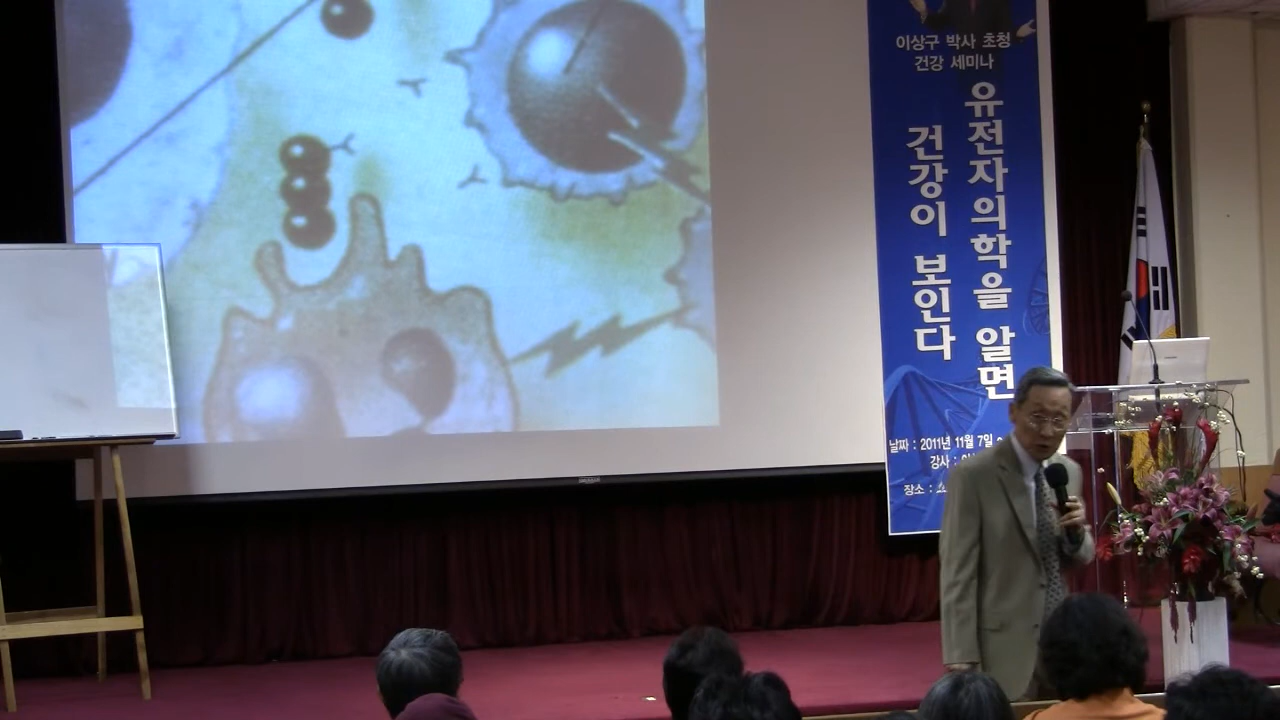 이상구 박사 초청
건강 세미나
유전자의학을 알면
건강이 보인다
날짜 : 2011년 11월 7일
강사 :
장소 :